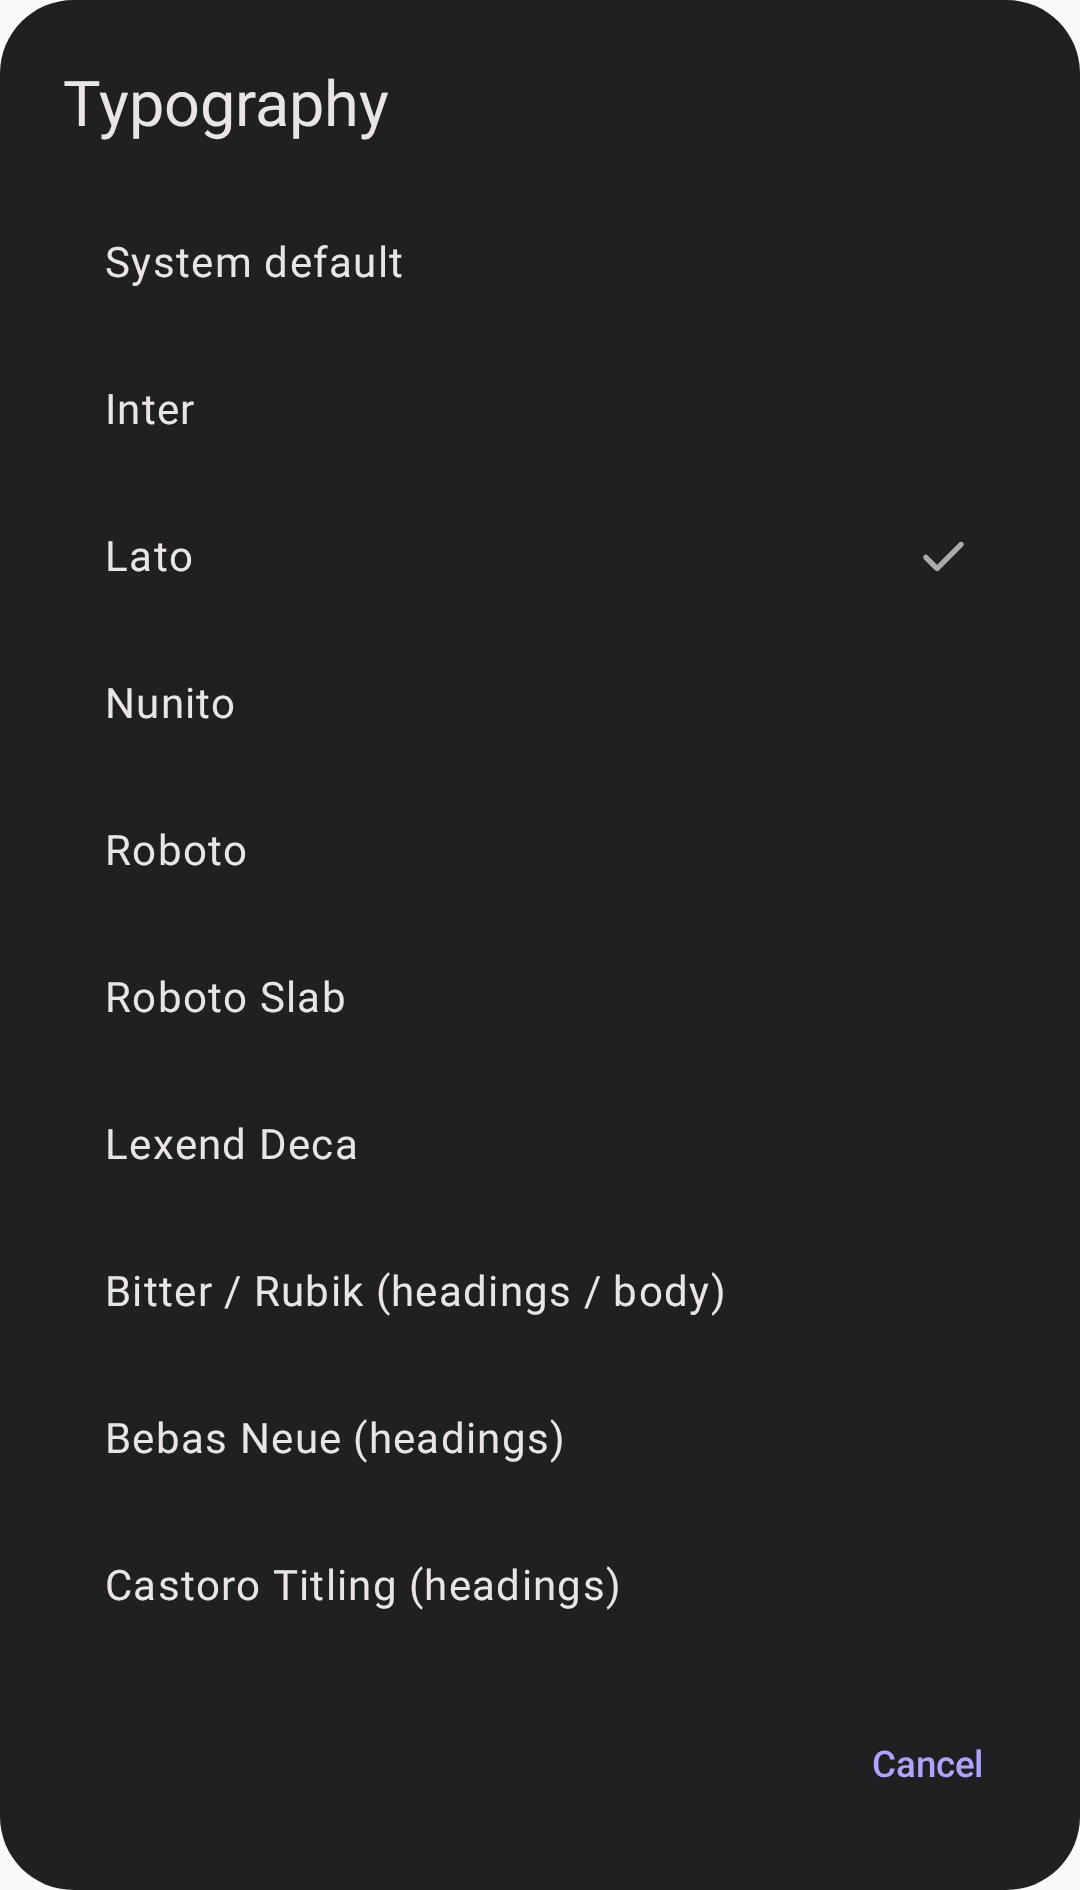 Typography
System default
Inter
Lato
Nunito
Roboto
Roboto Slab
Lexend Deca
Bitter / Rubik (headings / body)
Bebas Neue (headings)
Castoro Titling (headings)
Cancel